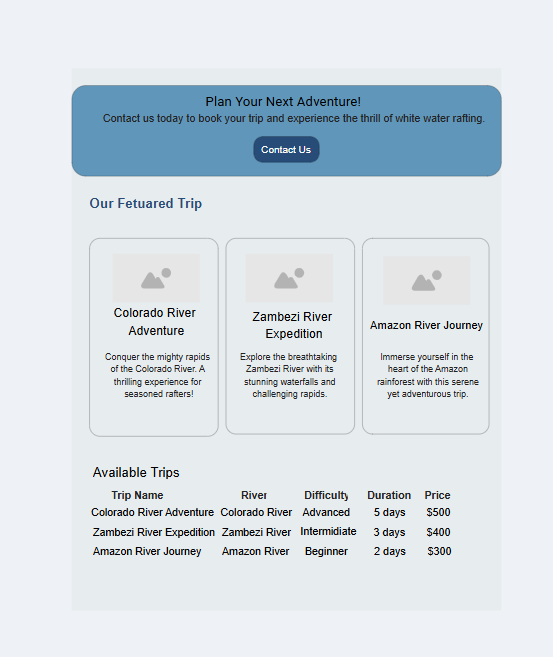 Plan Your Next Adventure!
Contact us today to book your trip and experience the thrill of white water rafting.
Contact Us
Our Fetuared Trip
Colorado River
Adventure
Conquer the mighty rapids
of the Colorado River. A
thrilling experience for
seasoned rafters!
Zambezi River
Expedition
Explore the breathtaking
Zambezi River with its
stunning waterfalls and
challenging rapids.
Amazon River Journey
Immerse yourself in the
heart of the Amazon
rainforest with this serene
yet adventurous trip.
Available Trips
Trip Name River Difficulty Duration Price
Colorado River Adventure Colorado River Advanced 5 days $500
Zambezi River Expedition Zambezi River Intermidiate 3 days $400
Amazon River Journey Amazon River Beginner 2 days $300